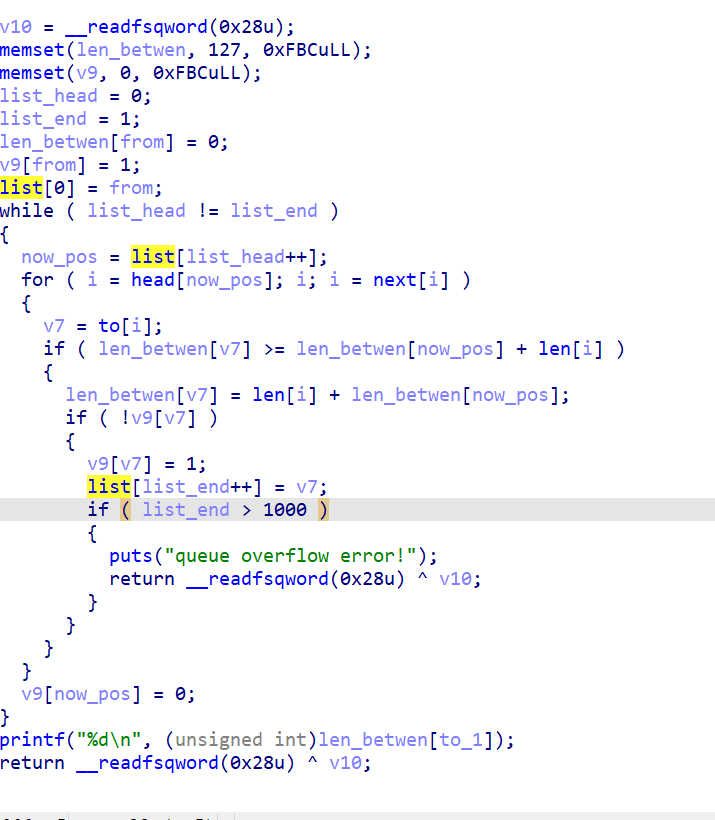 v10 = __readfsqword(0x28u);
memset(len_betwen, 127, 0xFBCuLL);
memset(v9, 0, 0xFBCuLL);
list_head = 0;
list_end = 1;
len_betwen[from] = 0;
v9[from] = 1;
list[0] = from;
while ( list_head != list_end )
{
  now_pos = list[list_head++];
  for ( i = head[now_pos]; i; i = next[i] )
  {
    v7 = to[i];
    if ( len_betwen[v7] >= len_betwen[now_pos] + len[i] )
    {
      len_betwen[v7] = len[i] + len_betwen[now_pos];
      if ( !v9[v7] )
      {
        v9[v7] = 1;
        list[list_end++] = v7;
        if ( list_end > 1000 )
        {
          puts("queue overflow error!");
          return __readfsqword(0x28u) ^ v10;
        }
      }
    }
  }
  v9[now_pos] = 0;
}
printf("%d\n", (unsigned int)len_betwen[to_1]);
return __readfsqword(0x28u) ^ v10;